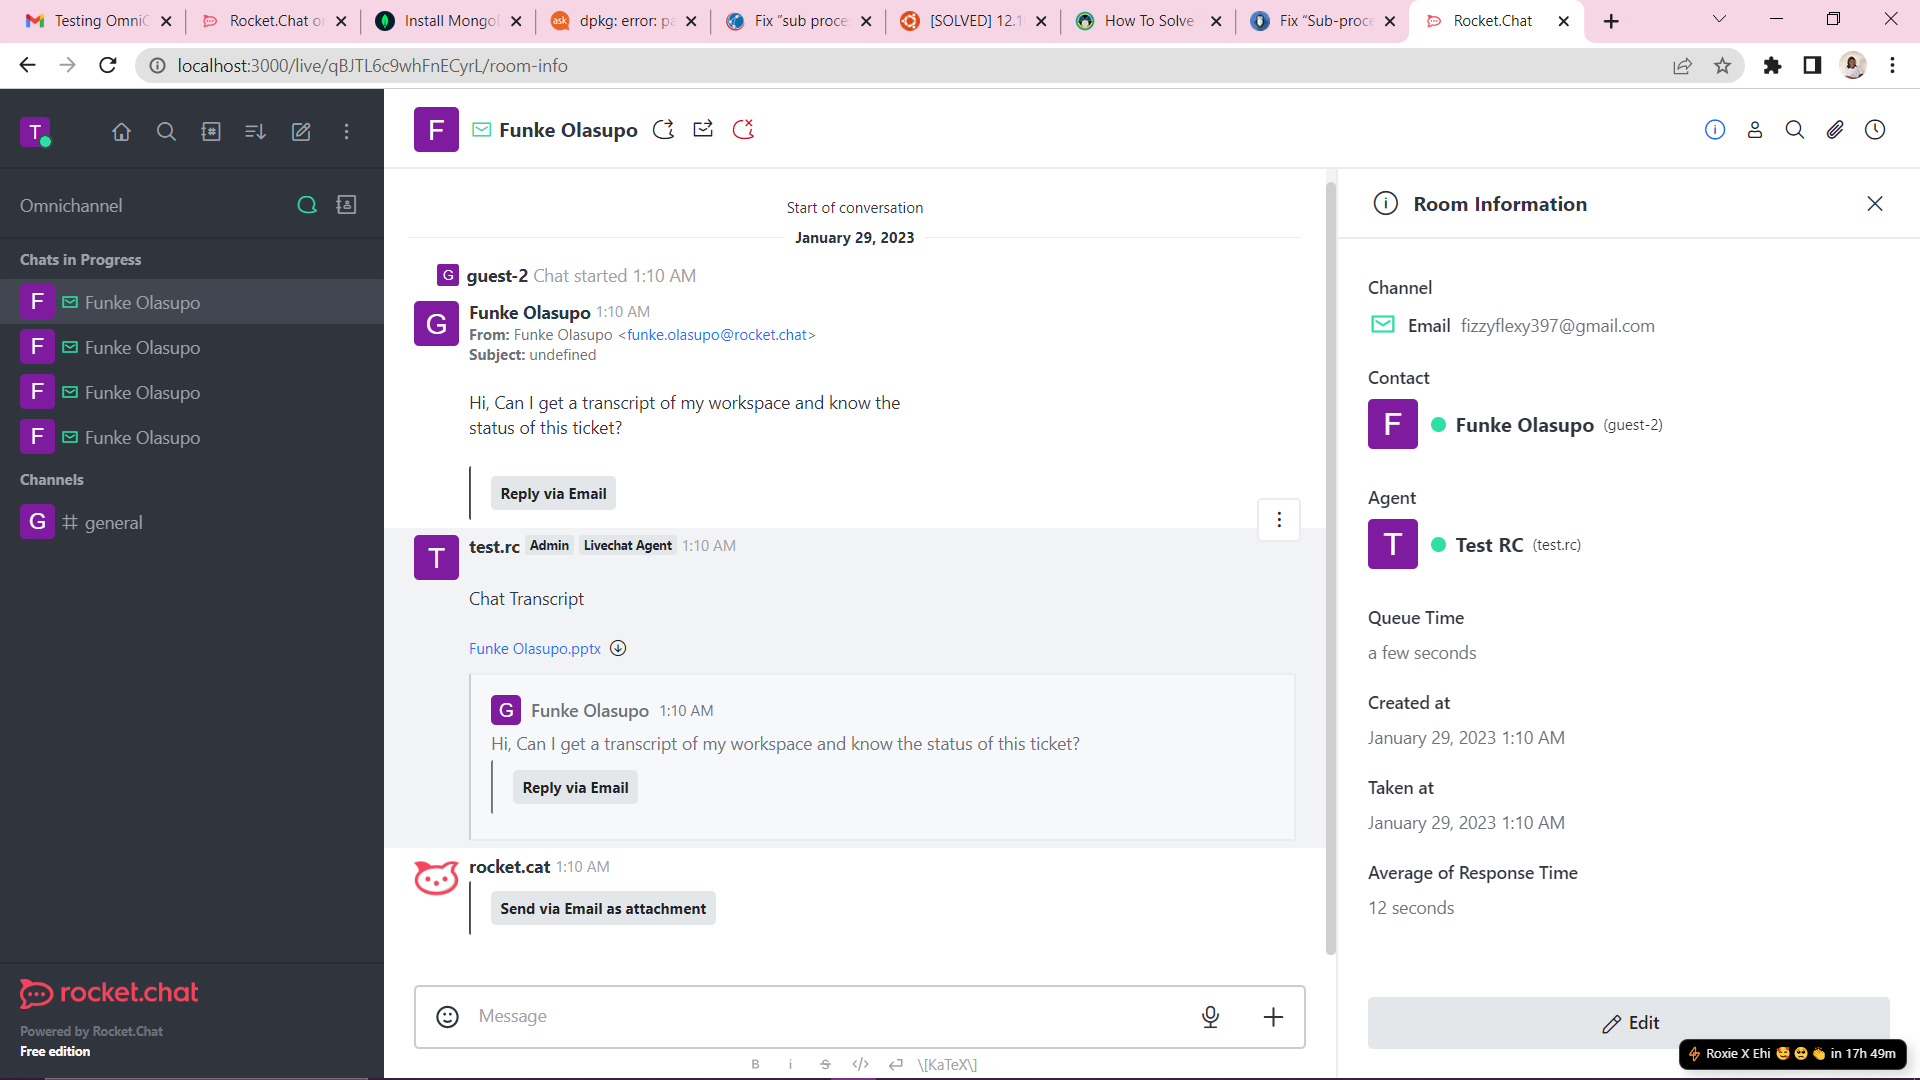 Testing OmniC
Rocket.Chat on
Install Mongo
dpkg: error: pa
Fix “sub proce
[SOLVED] 12.1
How To Solve
Fix “Sub-proce
Rocket.Chat
localhost:3000/live/qBJTL6c9whFnECyrL/room-info
T
Omnichannel
Chats in Progress
F Funke Olasupo
F Funke Olasupo
F Funke Olasupo
F Funke Olasupo
Channels
G # general
rocket.chat
Powered by Rocket.Chat
Free edition
F Funke Olasupo
Start of conversation
January 29, 2023
G guest-2 Chat started 1:10 AM
G Funke Olasupo 1:10 AM
From: Funke Olasupo <funke.olasupo@rocket.chat>
Subject: undefined
Hi, Can I get a transcript of my workspace and know the
status of this ticket?
Reply via Email
T test.rc Admin Livechat Agent 1:10 AM
Chat Transcript
Funke Olasupo.pptx
G Funke Olasupo 1:10 AM
Hi, Can I get a transcript of my workspace and know the status of this ticket?
Reply via Email
rocket.cat 1:10 AM
Send via Email as attachment
Message
B i S </> \[KaTeX\]
Room Information
Channel
Email fizzyflexy397@gmail.com
Contact
F Funke Olasupo (guest-2)
Agent
T Test RC (test.rc)
Queue Time
a few seconds
Created at
January 29, 2023 1:10 AM
Taken at
January 29, 2023 1:10 AM
Average of Response Time
12 seconds
Edit
Roxie X Ehi 🥰 🥺 👏 in 17h 49m